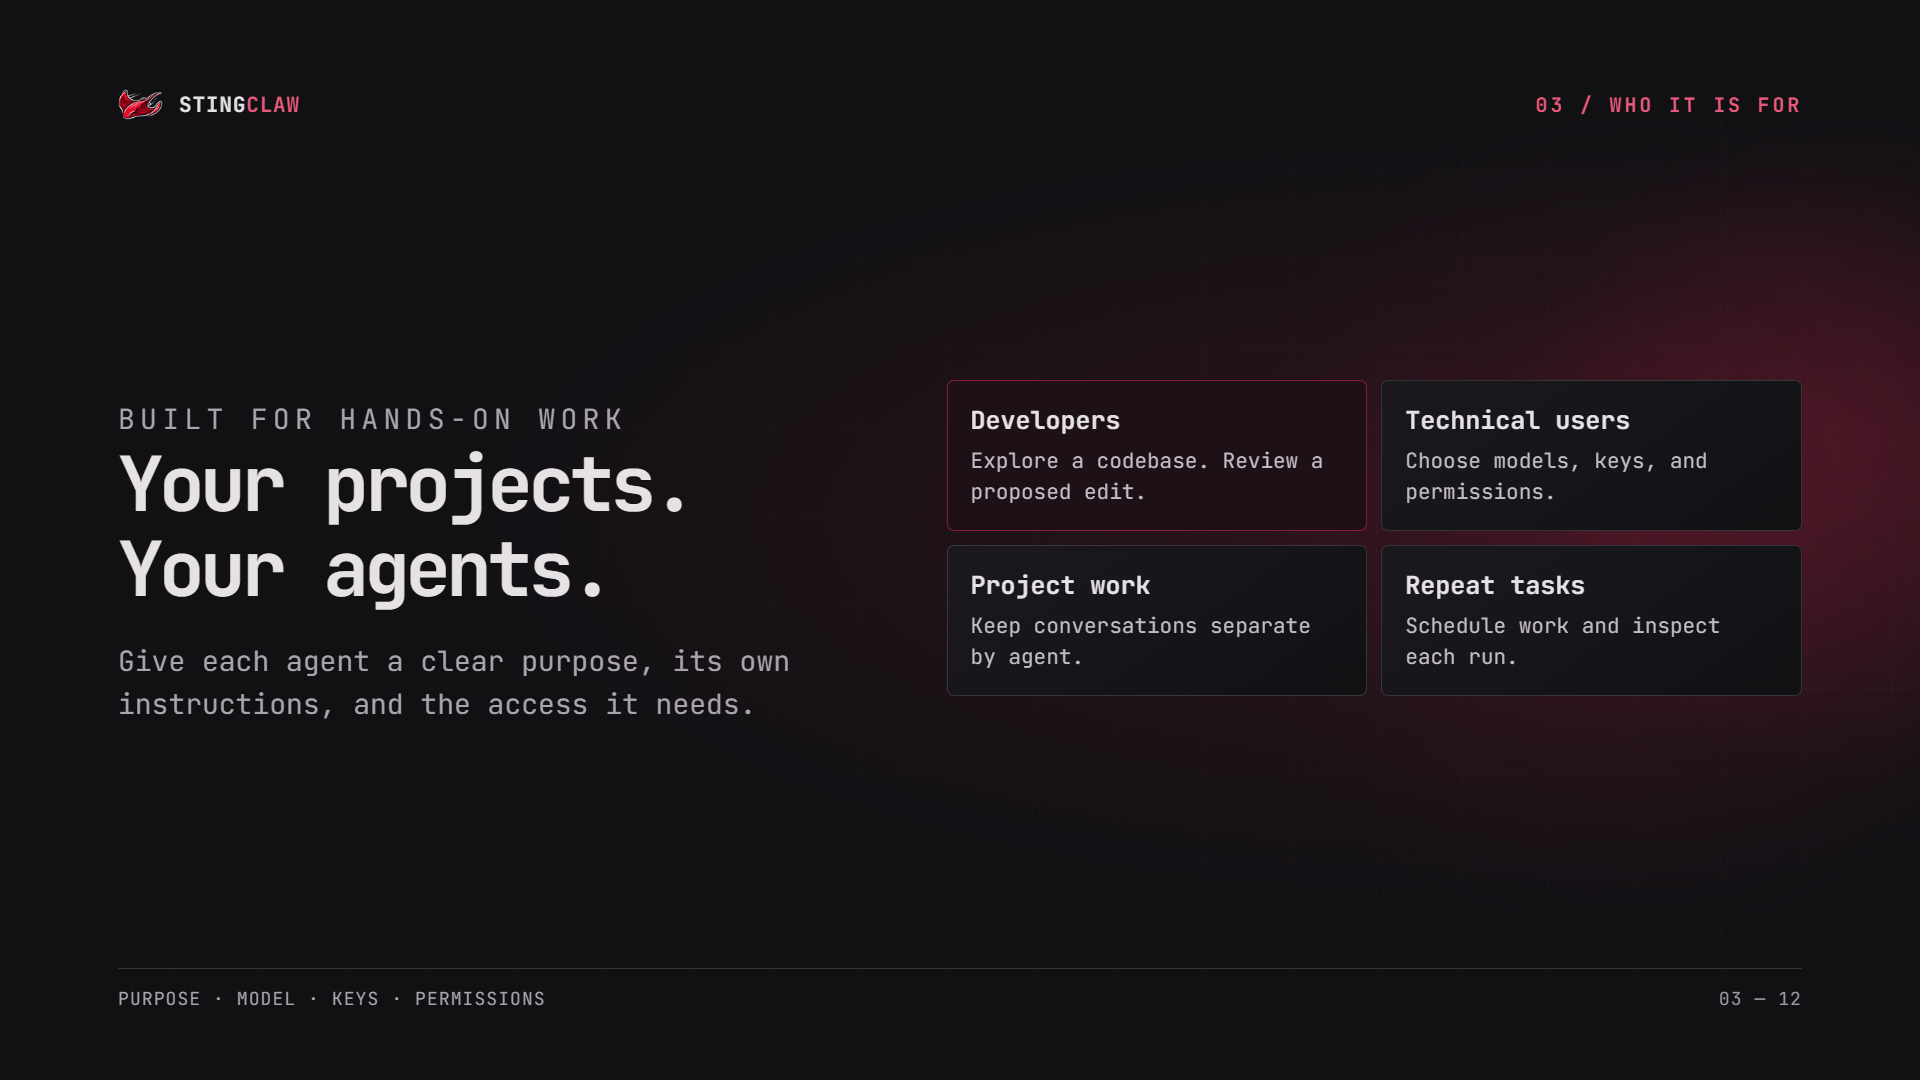 STINGCLAW
03 / WHO IT IS FOR
BUILT FOR HANDS-ON WORK
Your projects.
Your agents.
Give each agent a clear purpose, its own
instructions, and the access it needs.
Developers
Explore a codebase. Review a
proposed edit.
Technical users
Choose models, keys, and
permissions.
Project work
Keep conversations separate
by agent.
Repeat tasks
Schedule work and inspect
each run.
PURPOSE · MODEL · KEYS · PERMISSIONS
03 — 12